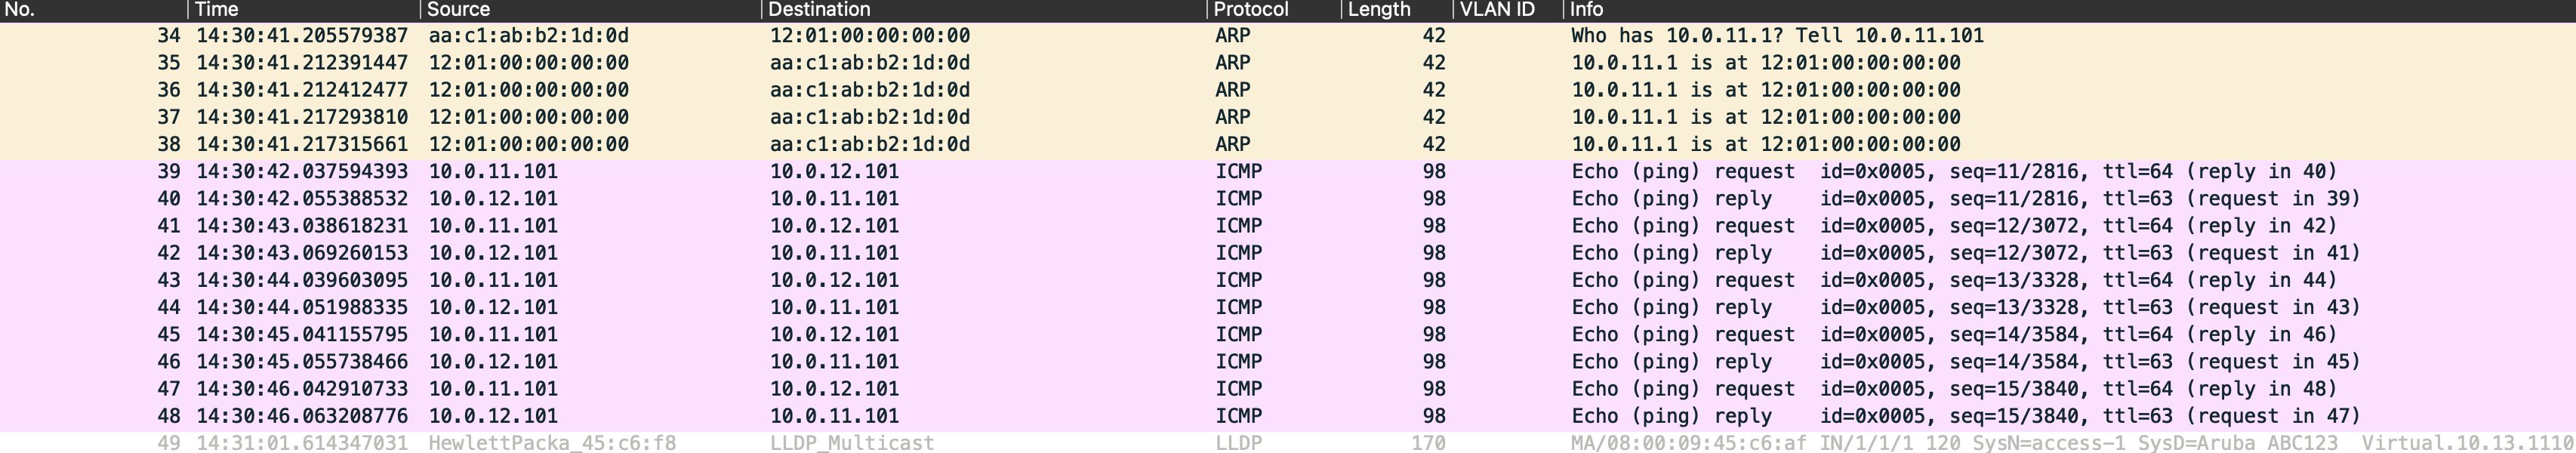 No. Time Source Destination Protocol Length VLAN ID Info
34 14:30:41.205579387 aa:c1:ab:b2:1d:0d 12:01:00:00:00:00 ARP 42 Who has 10.0.11.1? Tell 10.0.11.101
35 14:30:41.212391447 12:01:00:00:00:00 aa:c1:ab:b2:1d:0d ARP 42 10.0.11.1 is at 12:01:00:00:00:00
36 14:30:41.212412477 12:01:00:00:00:00 aa:c1:ab:b2:1d:0d ARP 42 10.0.11.1 is at 12:01:00:00:00:00
37 14:30:41.217293810 12:01:00:00:00:00 aa:c1:ab:b2:1d:0d ARP 42 10.0.11.1 is at 12:01:00:00:00:00
38 14:30:41.217315661 12:01:00:00:00:00 aa:c1:ab:b2:1d:0d ARP 42 10.0.11.1 is at 12:01:00:00:00:00
39 14:30:42.037594393 10.0.11.101 10.0.12.101 ICMP 98 Echo (ping) request id=0x0005, seq=11/2816, ttl=64 (reply in 40)
40 14:30:42.055388532 10.0.12.101 10.0.11.101 ICMP 98 Echo (ping) reply id=0x0005, seq=11/2816, ttl=63 (request in 39)
41 14:30:43.038618231 10.0.11.101 10.0.12.101 ICMP 98 Echo (ping) request id=0x0005, seq=12/3072, ttl=64 (reply in 42)
42 14:30:43.069260153 10.0.12.101 10.0.11.101 ICMP 98 Echo (ping) reply id=0x0005, seq=12/3072, ttl=63 (request in 41)
43 14:30:44.039603095 10.0.11.101 10.0.12.101 ICMP 98 Echo (ping) request id=0x0005, seq=13/3328, ttl=64 (reply in 44)
44 14:30:44.051988335 10.0.12.101 10.0.11.101 ICMP 98 Echo (ping) reply id=0x0005, seq=13/3328, ttl=63 (request in 43)
45 14:30:45.041155795 10.0.11.101 10.0.12.101 ICMP 98 Echo (ping) request id=0x0005, seq=14/3584, ttl=64 (reply in 46)
46 14:30:45.055738466 10.0.12.101 10.0.11.101 ICMP 98 Echo (ping) reply id=0x0005, seq=14/3584, ttl=63 (request in 45)
47 14:30:46.042910733 10.0.11.101 10.0.12.101 ICMP 98 Echo (ping) request id=0x0005, seq=15/3840, ttl=64 (reply in 48)
48 14:30:46.063208776 10.0.12.101 10.0.11.101 ICMP 98 Echo (ping) reply id=0x0005, seq=15/3840, ttl=63 (request in 47)
49 14:31:01.614347031 HewlettPacka_45:c6:f8 LLDP_Multicast LLDP 170 MA/08:00:09:45:c6:af IN/1/1/1 120 SysN=access-1 SysD=Aruba ABC123 Virtual.10.13.1110